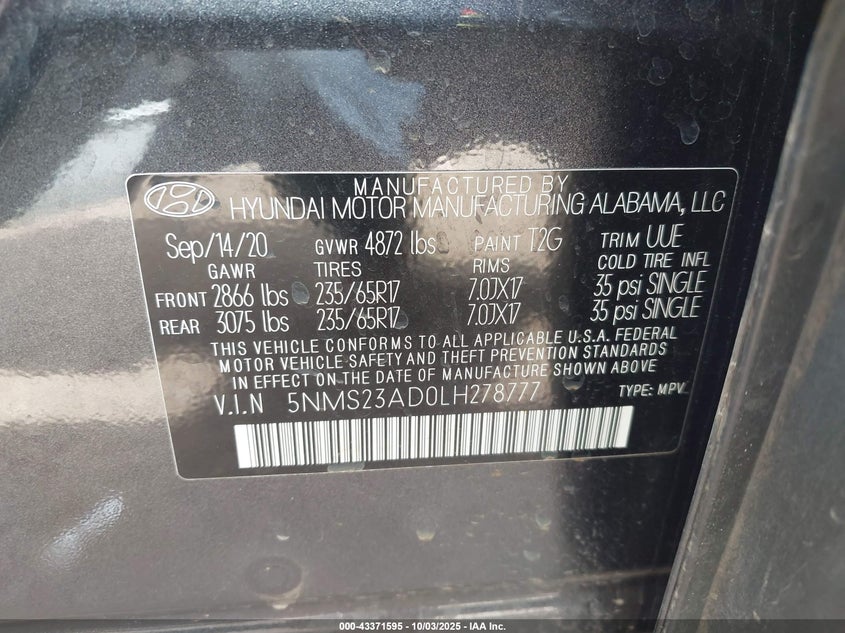 MANUFACTURED BY
HYUNDAI MOTOR MANUFACTURING ALABAMA, LLC
Sep/14/20 GVWR 4872 lbs PAINT T2G TRIM UUE
GAWR TIRES RIMS COLD TIRE INFL
FRONT 2866 lbs 235/65R17 7.0JX17 35 psi SINGLE
REAR 3075 lbs 235/65R17 7.0JX17 35 psi SINGLE
THIS VEHICLE CONFORMS TO ALL APPLICABLE U.S.A. FEDERAL
MOTOR VEHICLE SAFETY AND THEFT PREVENTION STANDARDS
IN EFFECT ON THE DATE OF MANUFACTURE SHOWN ABOVE
V.I.N 5NMS23AD0LH278777 TYPE: MPV
000-43371595 - 10/03/2025 - IAA Inc.